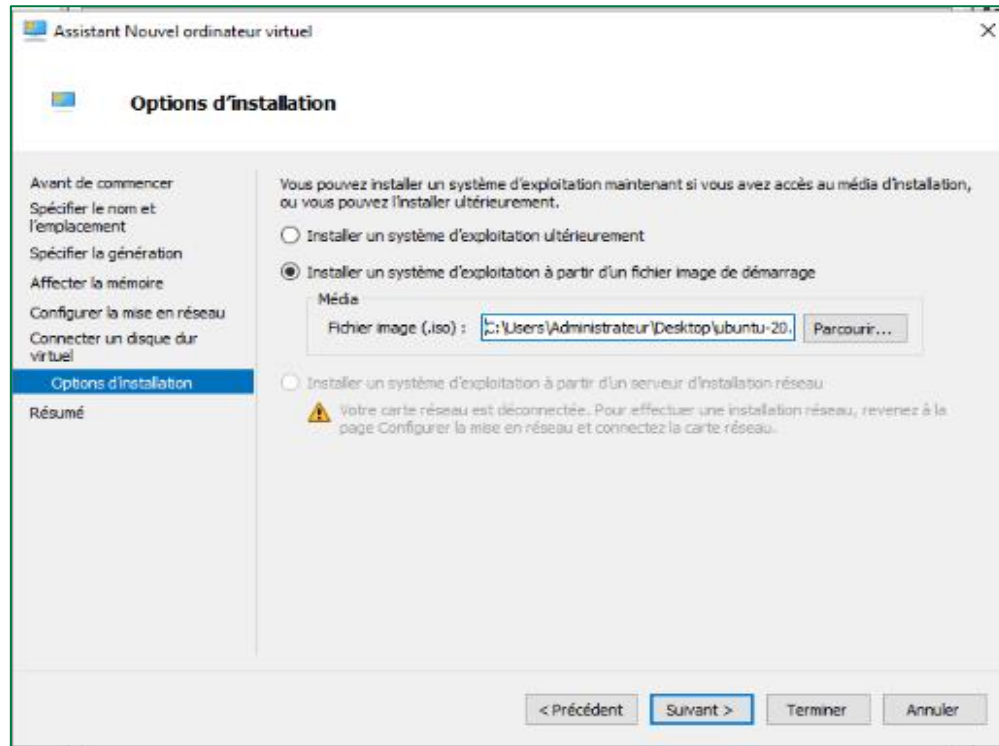 Assistant Nouvel ordinateur virtuel
Options d'installation
Avant de commencer
Spécifier le nom et
l'emplacement
Spécifier la génération
Affecter la mémoire
Configurer la mise en réseau
Connecter un disque dur
virtuel
Options d'installation
Résumé
Vous pouvez installer un système d'exploitation maintenant si vous avez accès au média d'installation,
ou vous pouvez l'installer ultérieurement.
Installer un système d'exploitation ultérieurement
Installer un système d'exploitation à partir d'un fichier image de démarrage
Média
Fichier image (.iso) : C:\Users\Administrateur\Desktop\ubuntu-20. Parcourir...
Installer un système d'exploitation à partir d'un serveur d'installation réseau
Votre carte réseau est déconnectée. Pour effectuer une installation réseau, revenez à la
page Configurer la mise en réseau et connectez la carte réseau.
< Précédent Suivant > Terminer Annuler